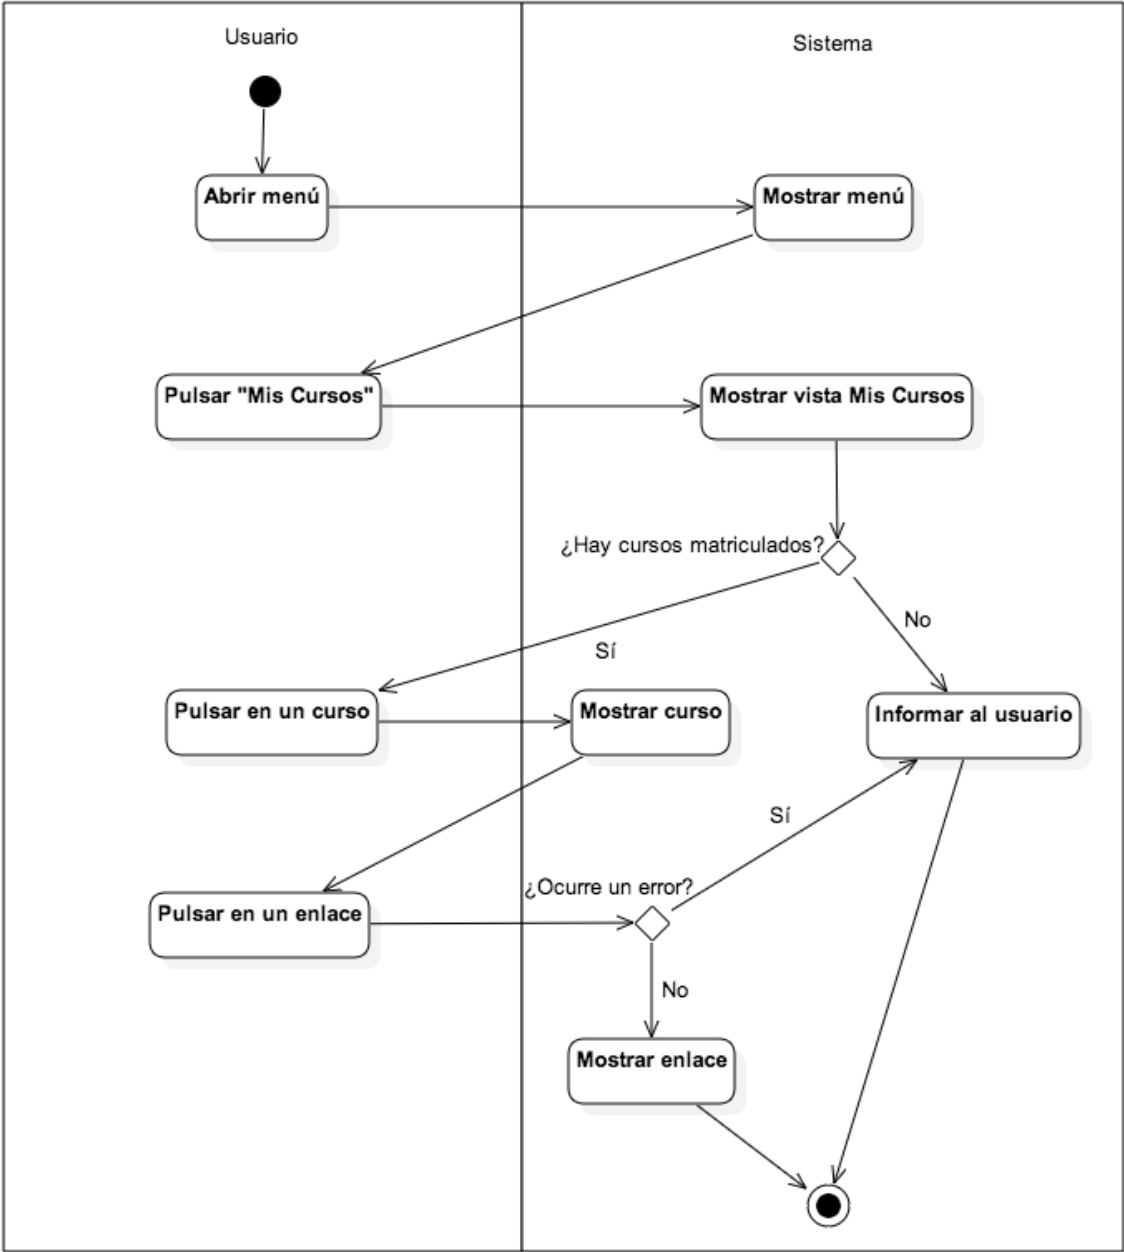 Usuario
Sistema
Abrir menú
Mostrar menú
Pulsar "Mis Cursos"
Mostrar vista Mis Cursos
¿Hay cursos matriculados?
No
Sí
Pulsar en un curso
Mostrar curso
Informar al usuario
Sí
¿Ocurre un error?
Pulsar en un enlace
No
Mostrar enlace